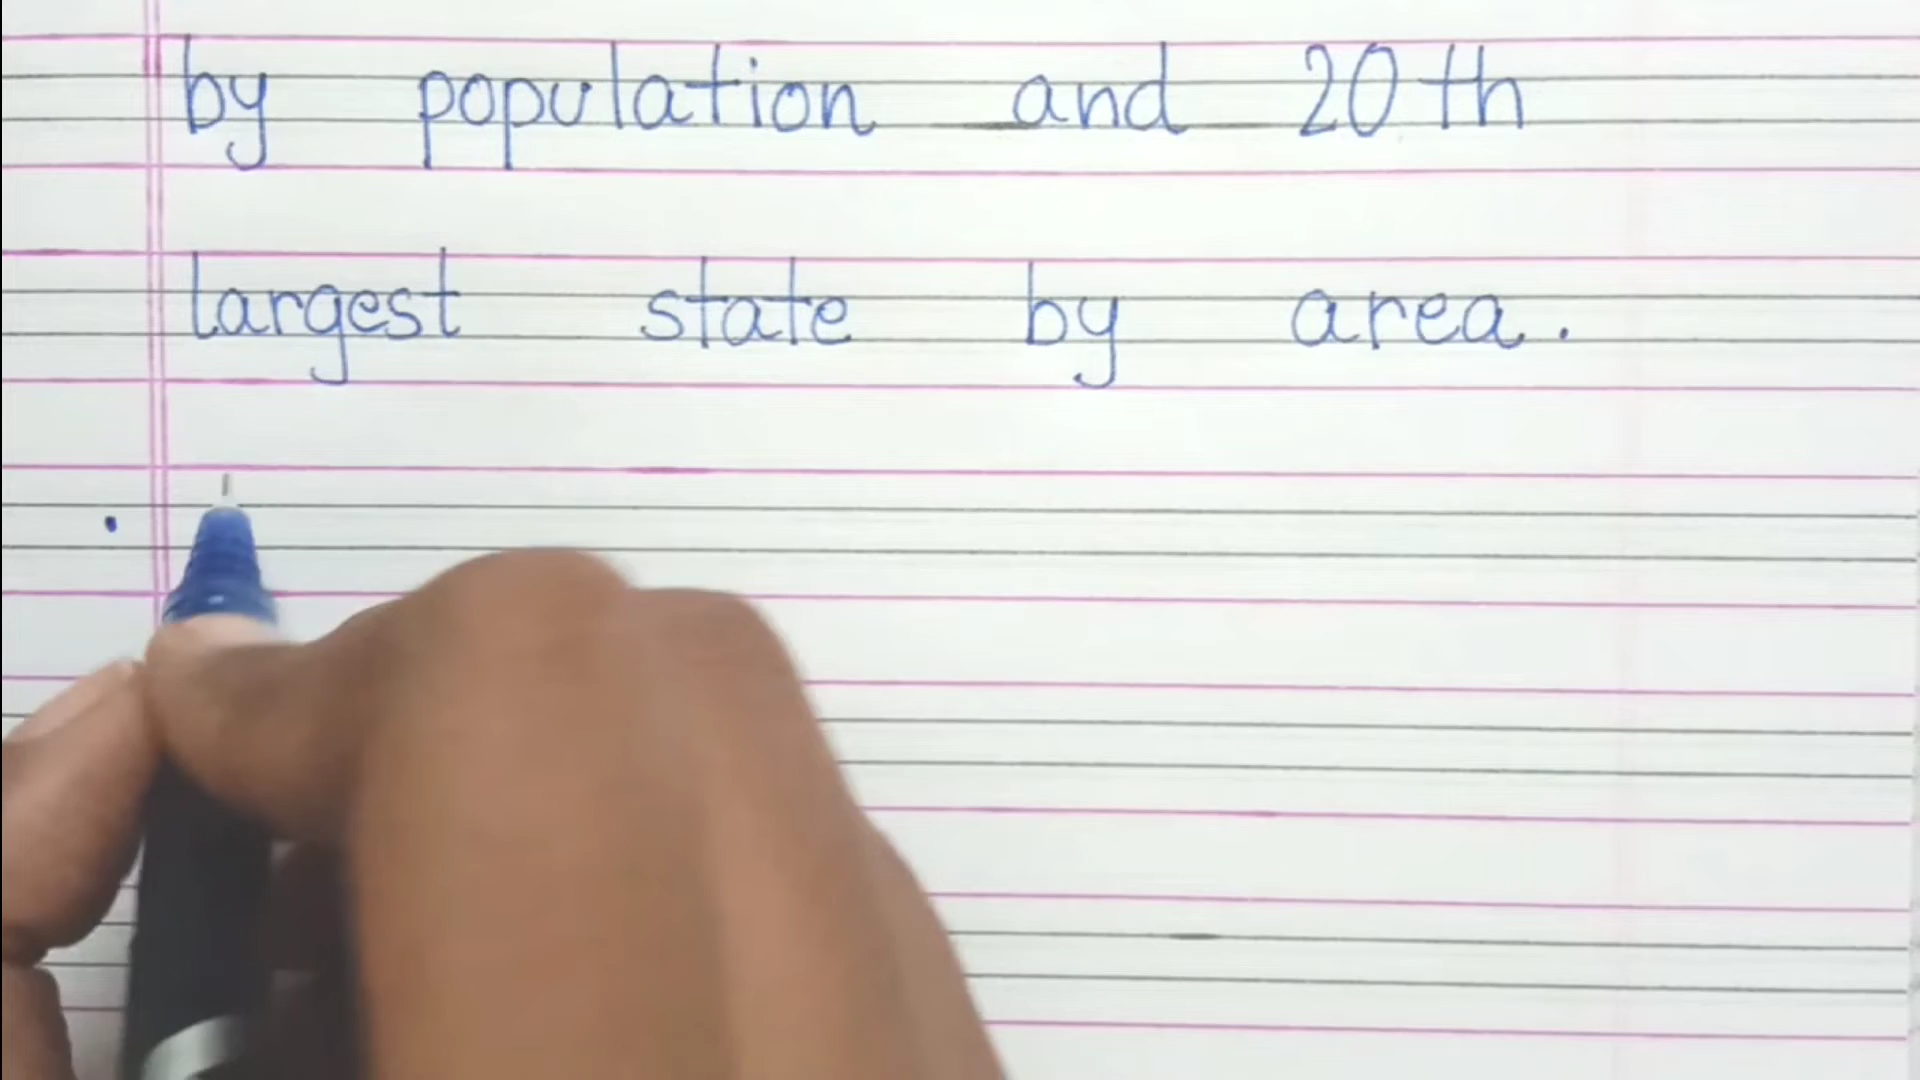 by population and 20th
largest state by area.